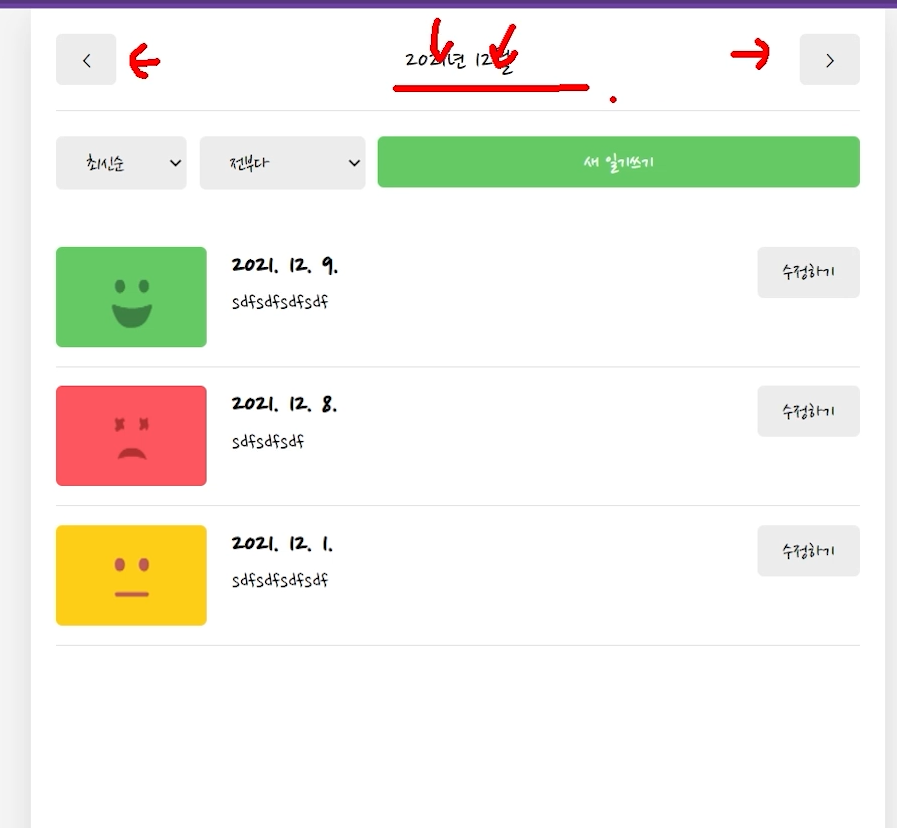 2021년 12월
최신순 전부다 새 일기쓰기
2021. 12. 9. 수정하기
sdfsdfsdfsdf
2021. 12. 8. 수정하기
sdfsdfsdf
2021. 12. 1. 수정하기
sdfsdfsdfsdf